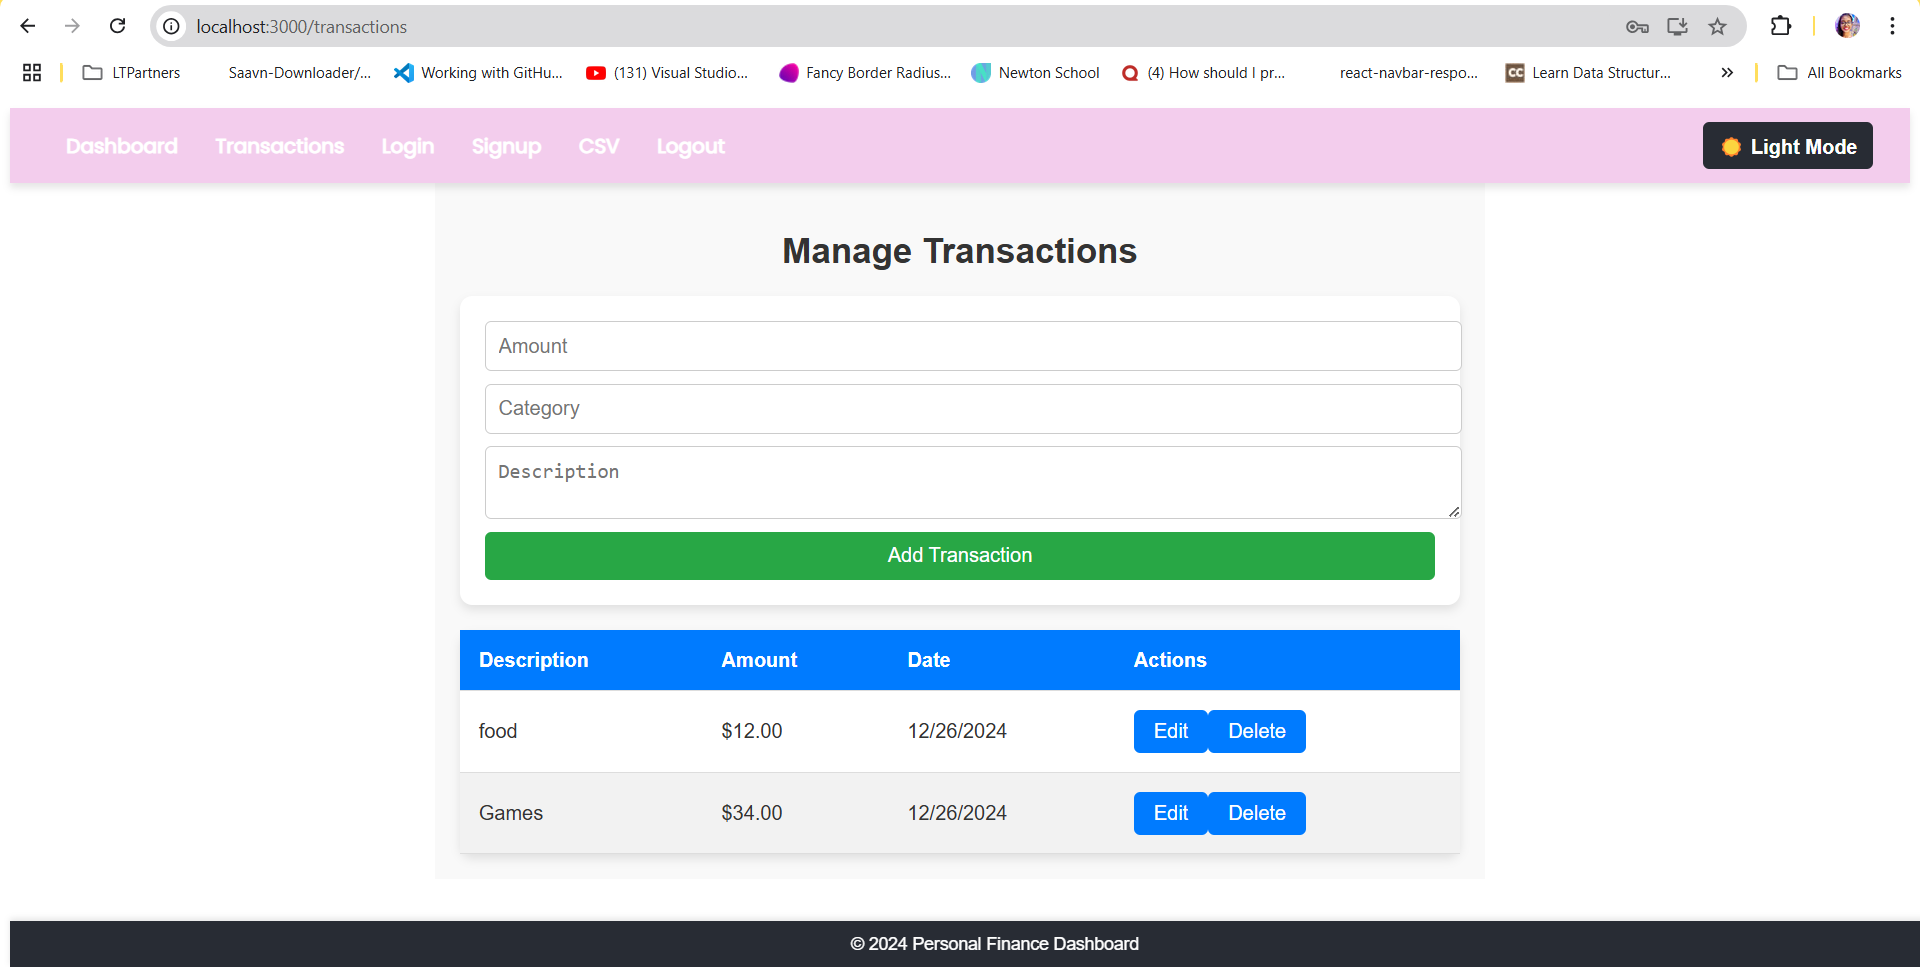 localhost:3000/transactions
LTPartners Saavn-Downloader/... Working with GitHu... (131) Visual Studio... Fancy Border Radius... Newton School (4) How should I pr... react-navbar-respo... CC Learn Data Structur... All Bookmarks
Dashboard Transactions Login Signup CSV Logout Light Mode
Manage Transactions
Amount
Category
Description
Add Transaction
Description Amount Date Actions
food $12.00 12/26/2024 Edit Delete
Games $34.00 12/26/2024 Edit Delete
© 2024 Personal Finance Dashboard